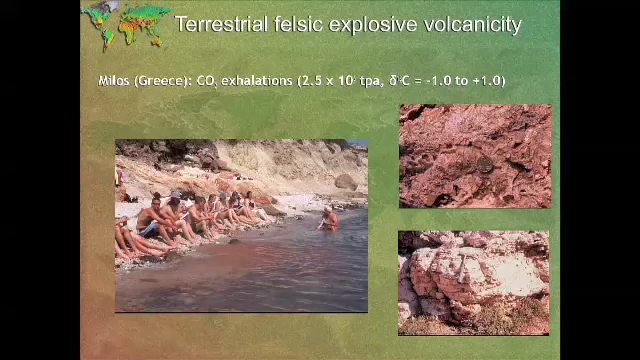 Terrestrial felsic explosive volcanicity
Milos (Greece): CO₂ exhalations (2.5 x 10⁵ tpa, δ¹³C = -1.0 to +1.0)